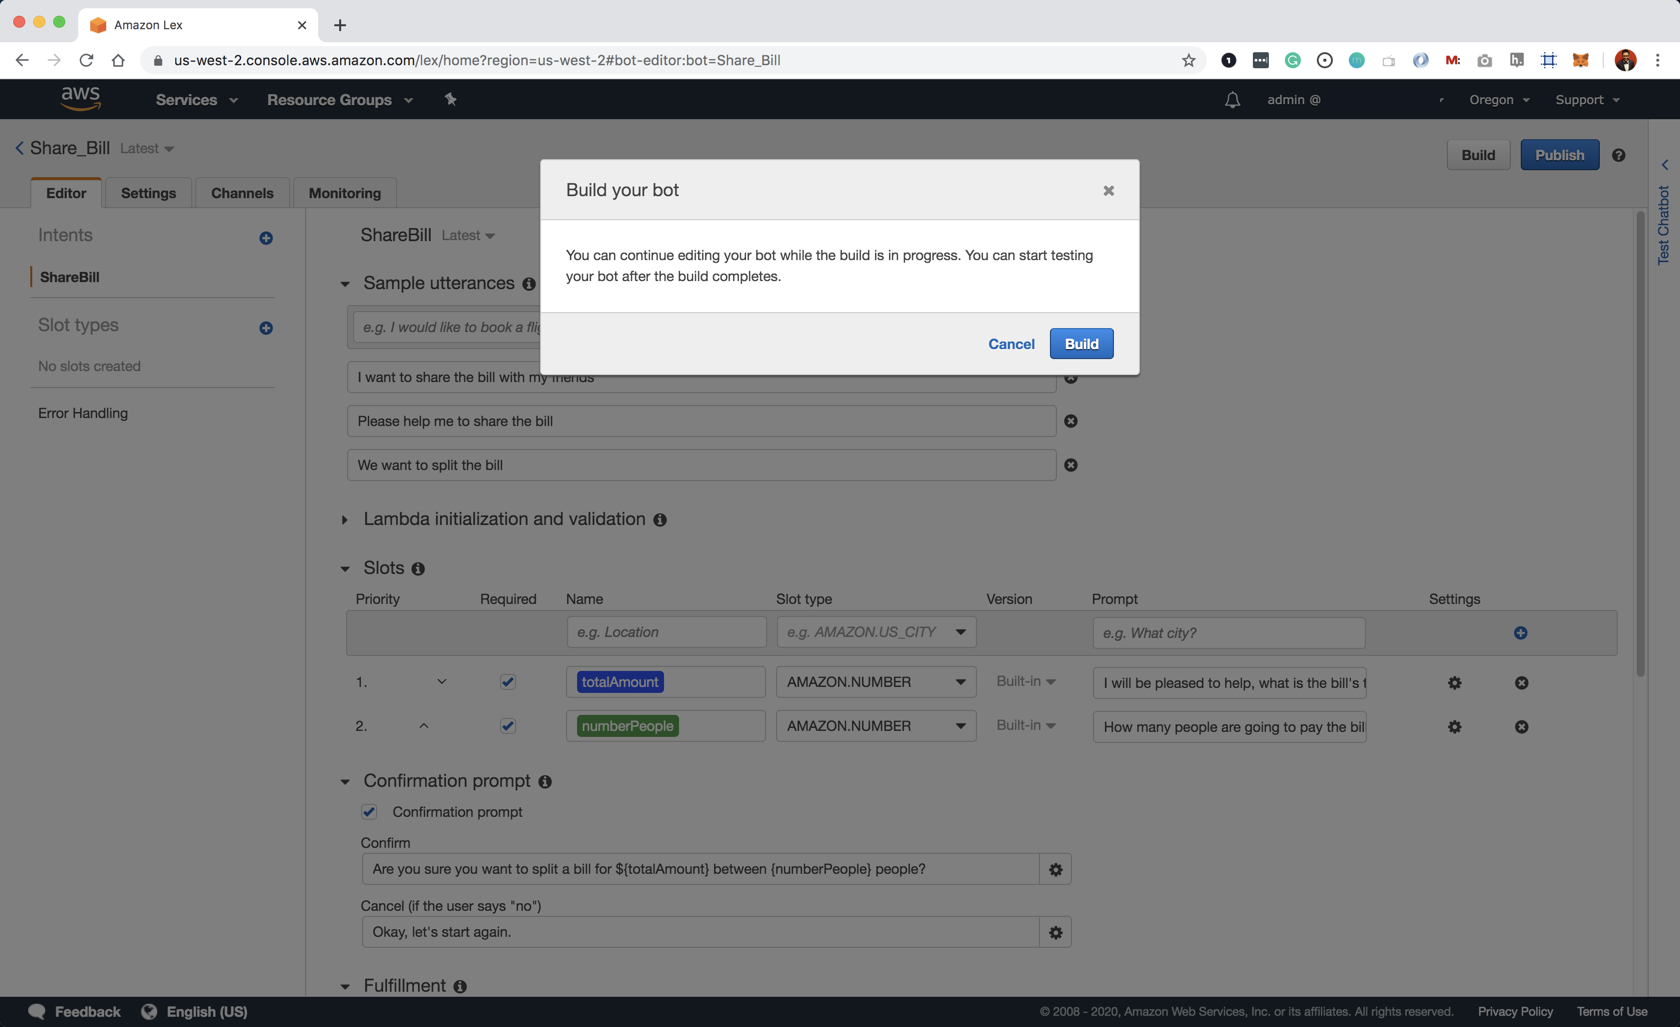 Amazon Lex
us-west-2.console.aws.amazon.com/lex/home?region=us-west-2#bot-editor:bot=Share_Bill
aws Services Resource Groups admin @ Oregon Support
Share_Bill Latest
Build Publish
Editor Settings Channels Monitoring
Test Chatbot
Intents
ShareBill
Slot types
No slots created
Error Handling
ShareBill Latest
Build your bot
You can continue editing your bot while the build is in progress. You can start testing
your bot after the build completes.
Cancel Build
Sample utterances
e.g. I would like to book a
I want to share the bill with my friends
Please help me to share the bill
We want to split the bill
Lambda initialization and validation
Slots
Priority Required Name Slot type Version Prompt Settings
e.g. Location e.g. AMAZON.US_CITY e.g. What city?
1. totalAmount AMAZON.NUMBER Built-in I will be pleased to help, what is the bill's
2. numberPeople AMAZON.NUMBER Built-in How many people are going to pay the bil
Confirmation prompt
Confirmation prompt
Confirm
Are you sure you want to split a bill for ${totalAmount} between {numberPeople} people?
Cancel (if the user says "no")
Okay, let's start again.
Fulfillment
Feedback English (US) © 2008 - 2020, Amazon Web Services, Inc. or its affiliates. All rights reserved. Privacy Policy Terms of Use